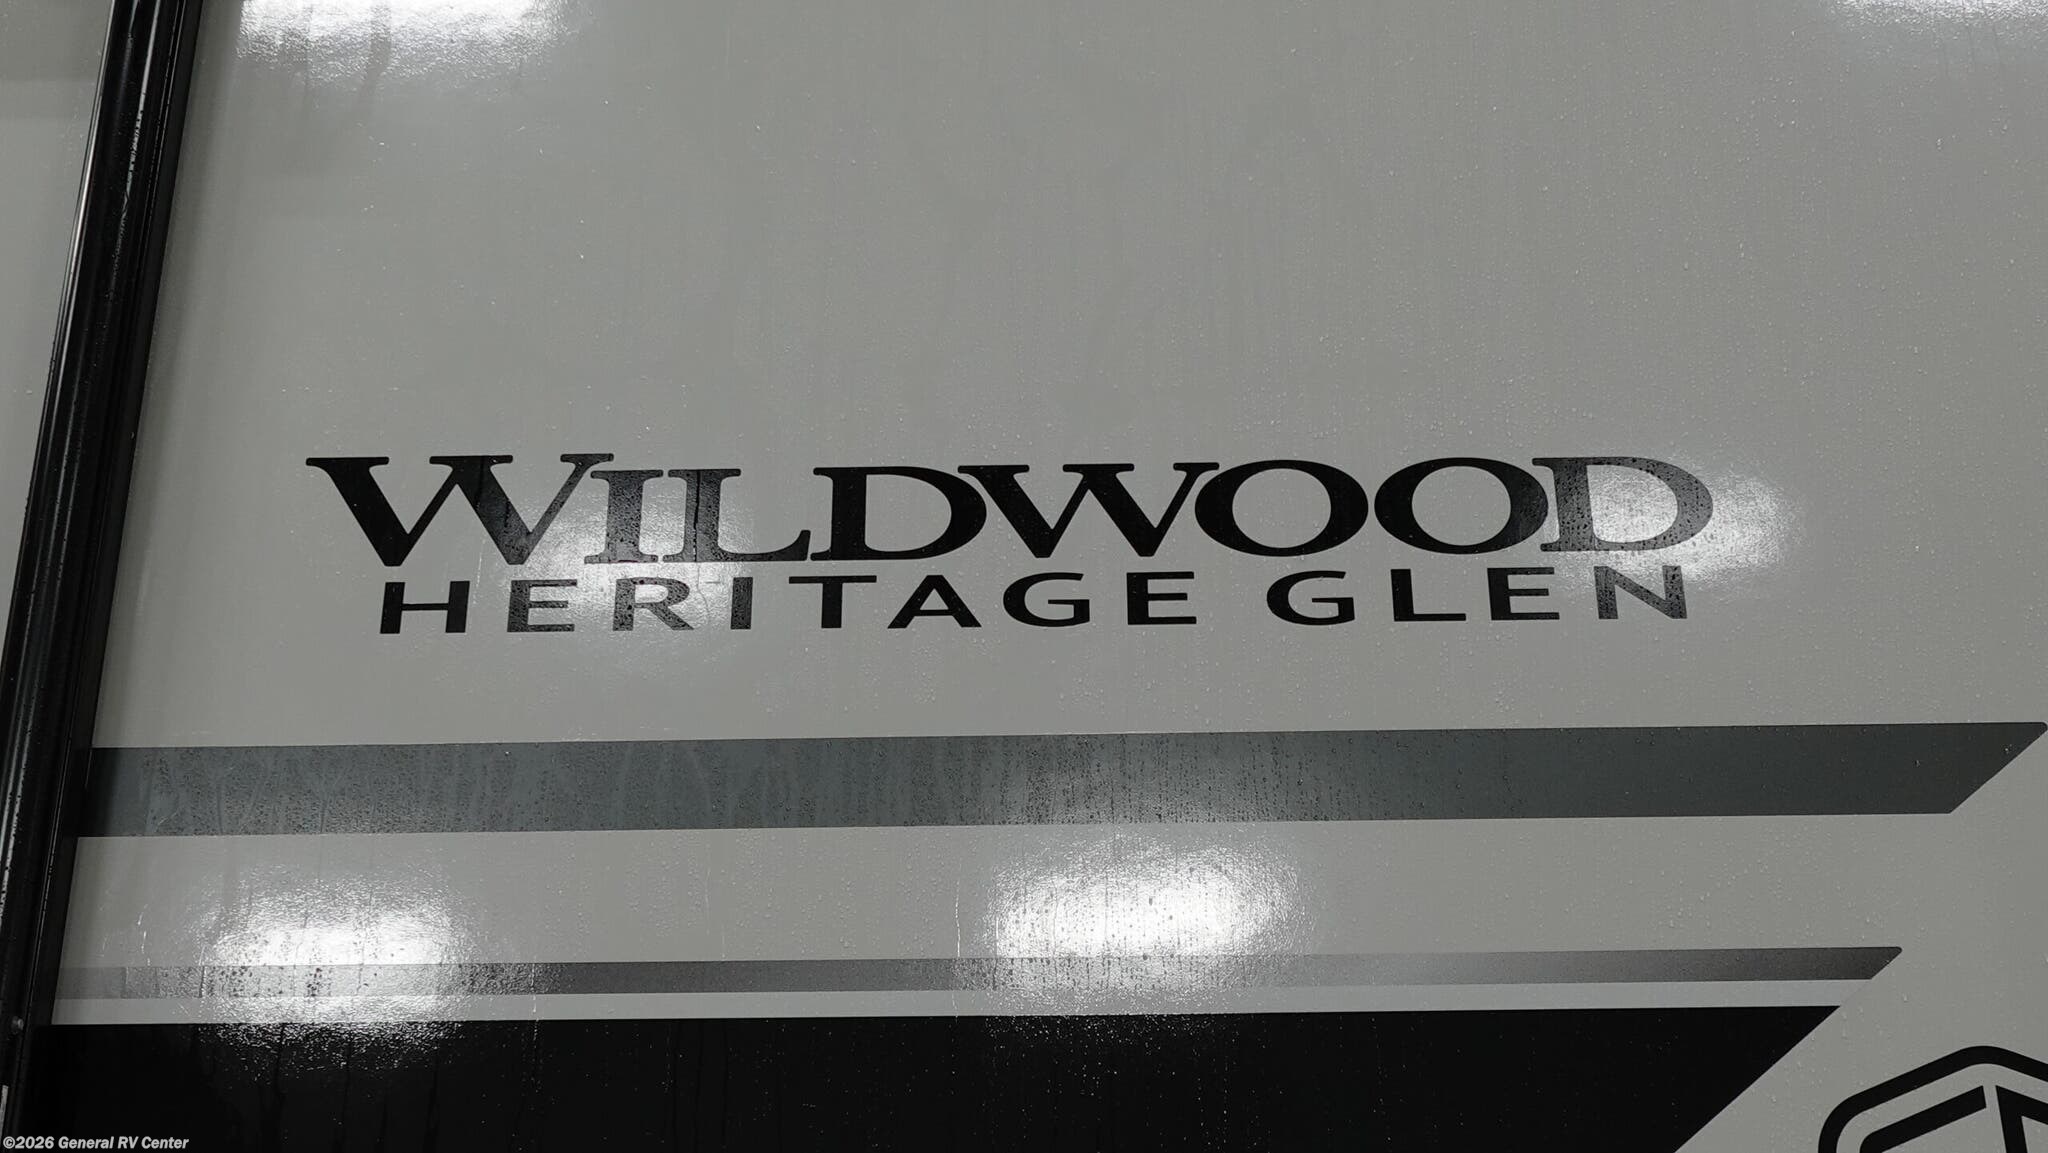 WILDWOOD
HERITAGE GLEN
©2026 General RV Center